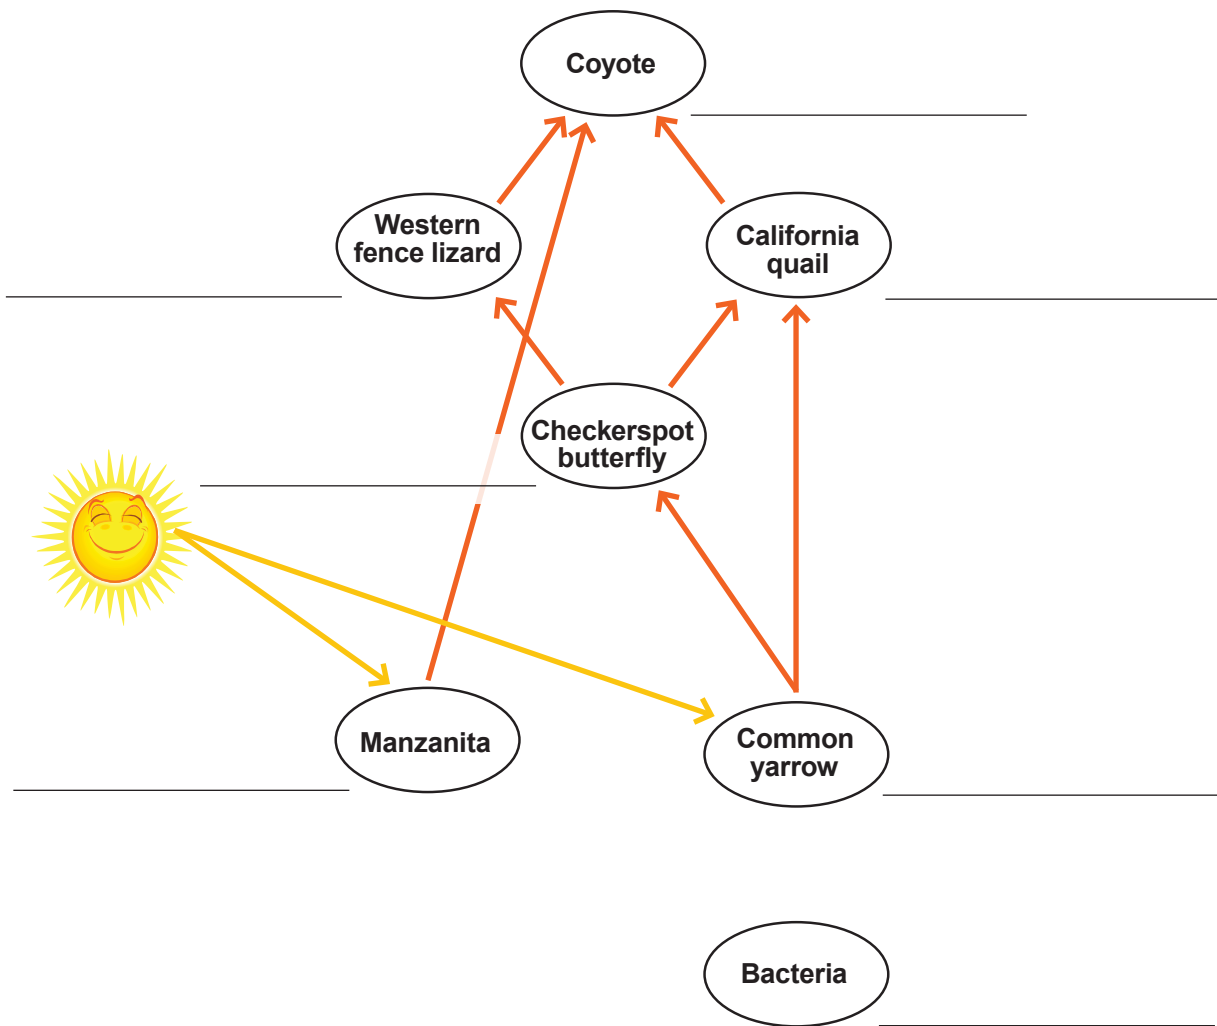 Coyote
Western
fence lizard
California
quail
Checkerspot
butterfly
Manzanita
Common
yarrow
Bacteria